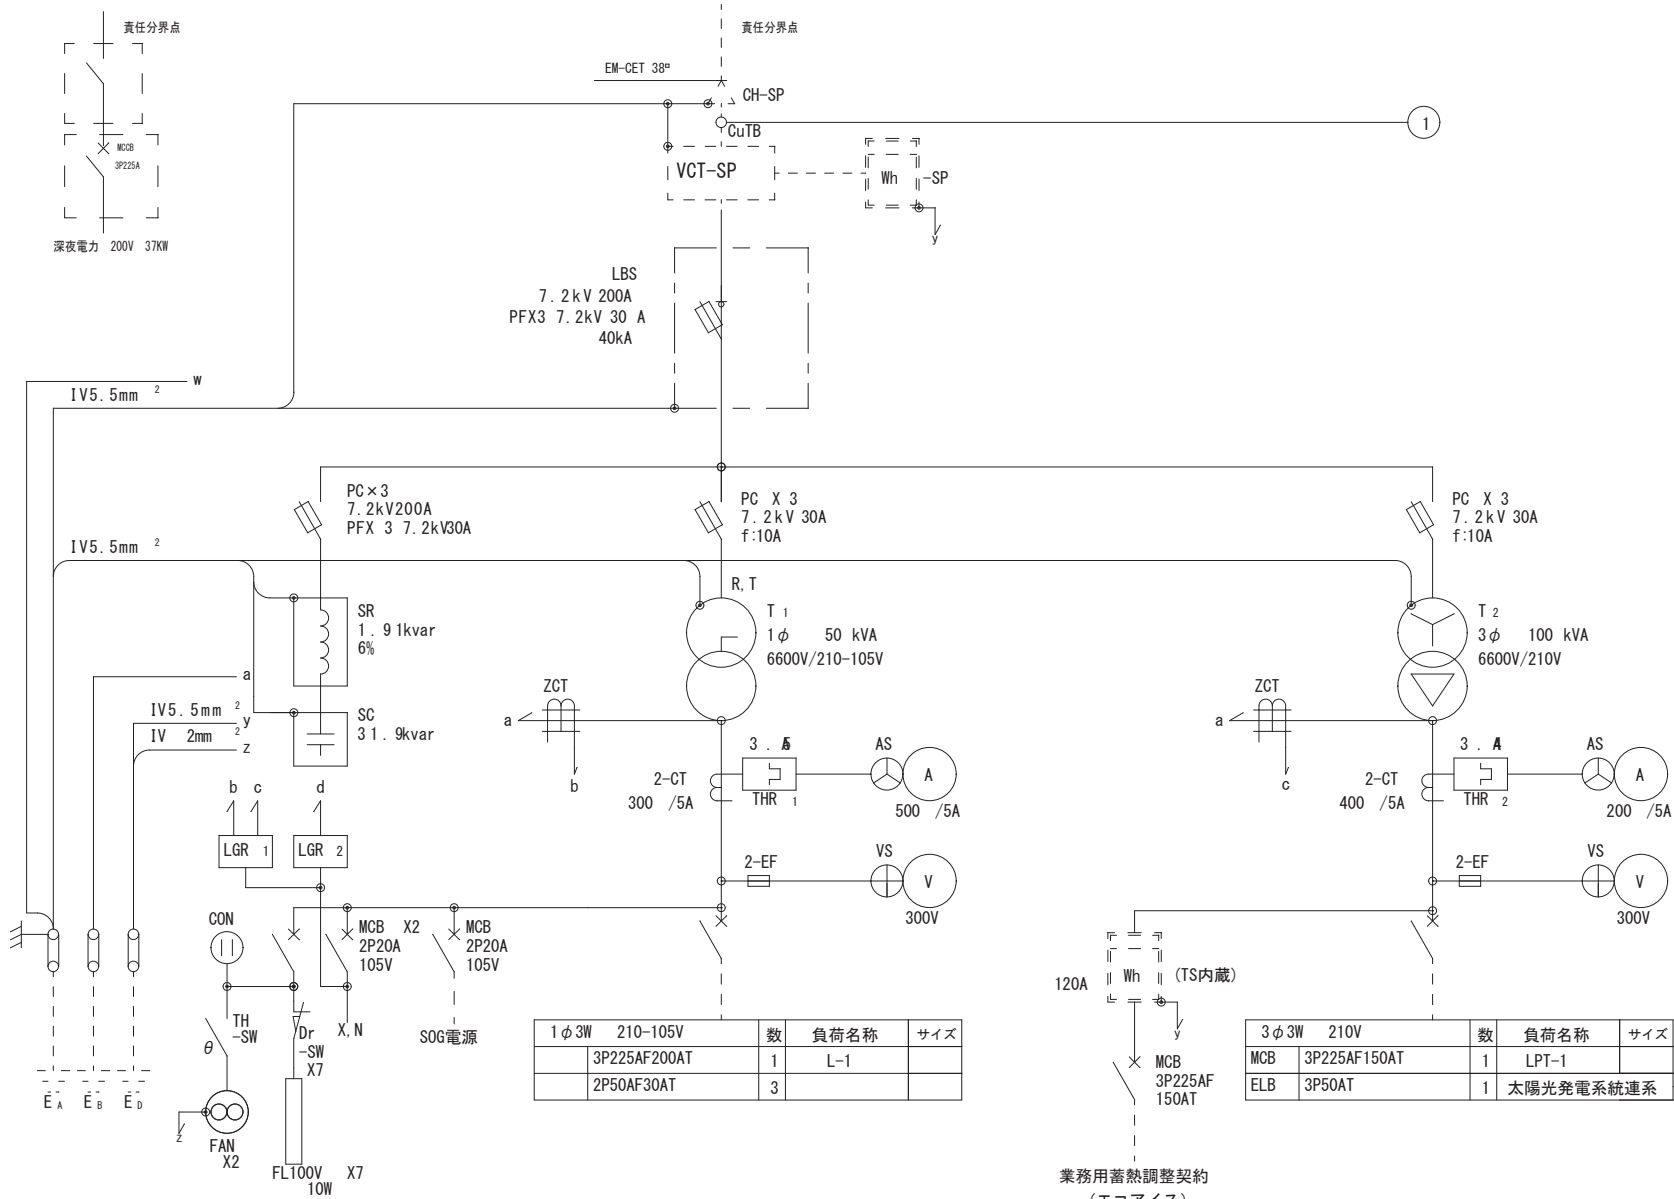 責任分界点
MCCB
3P225A
深夜電力 200V 37KW
責任分界点
EM-CET 38□
CH-SP
CuTB
1
VCT-SP
Wh
-SP
y
LBS
7.2kV 200A
PFX3 7.2kV 30 A
40kA
w
IV5.5mm 2
PC×3
7.2kV200A
PFX 3 7.2kV30A
PC X 3
7.2kV 30A
f:10A
PC X 3
7.2kV 30A
f:10A
IV5.5mm 2
R,T
SR
1.91kvar
6%
T 1
1φ 50 kVA
6600V/210-105V
T 2
3φ 100 kVA
6600V/210V
a
IV5.5mm 2
y
IV 2mm 2
z
SC
31.9kvar
ZCT
a
b
ZCT
a
c
2-CT
300 /5A
THR 1
AS
A
500 /5A
2-CT
400 /5A
THR 2
AS
A
200 /5A
b c d
LGR 1
LGR 2
2-EF
VS
V
300V
2-EF
VS
V
300V
CON
MCB X2
2P20A
105V
MCB
2P20A
105V
TH
-SW
θ
Dr
-SW
X7
X,N
SOG電源
120A
Wh
(TS内蔵)
y
MCB
3P225AF
150AT
業務用蓄熱調整契約
(エコアイス)
1φ3W 210-105V 数 負荷名称 サイズ
3P225AF200AT 1 L-1
2P50AF30AT 3
3φ3W 210V 数 負荷名称 サイズ
MCB 3P225AF150AT 1 LPT-1
ELB 3P50AT 1 太陽光発電系統連系
E A
E B
E D
z
FAN
X2
FL100V X7
10W